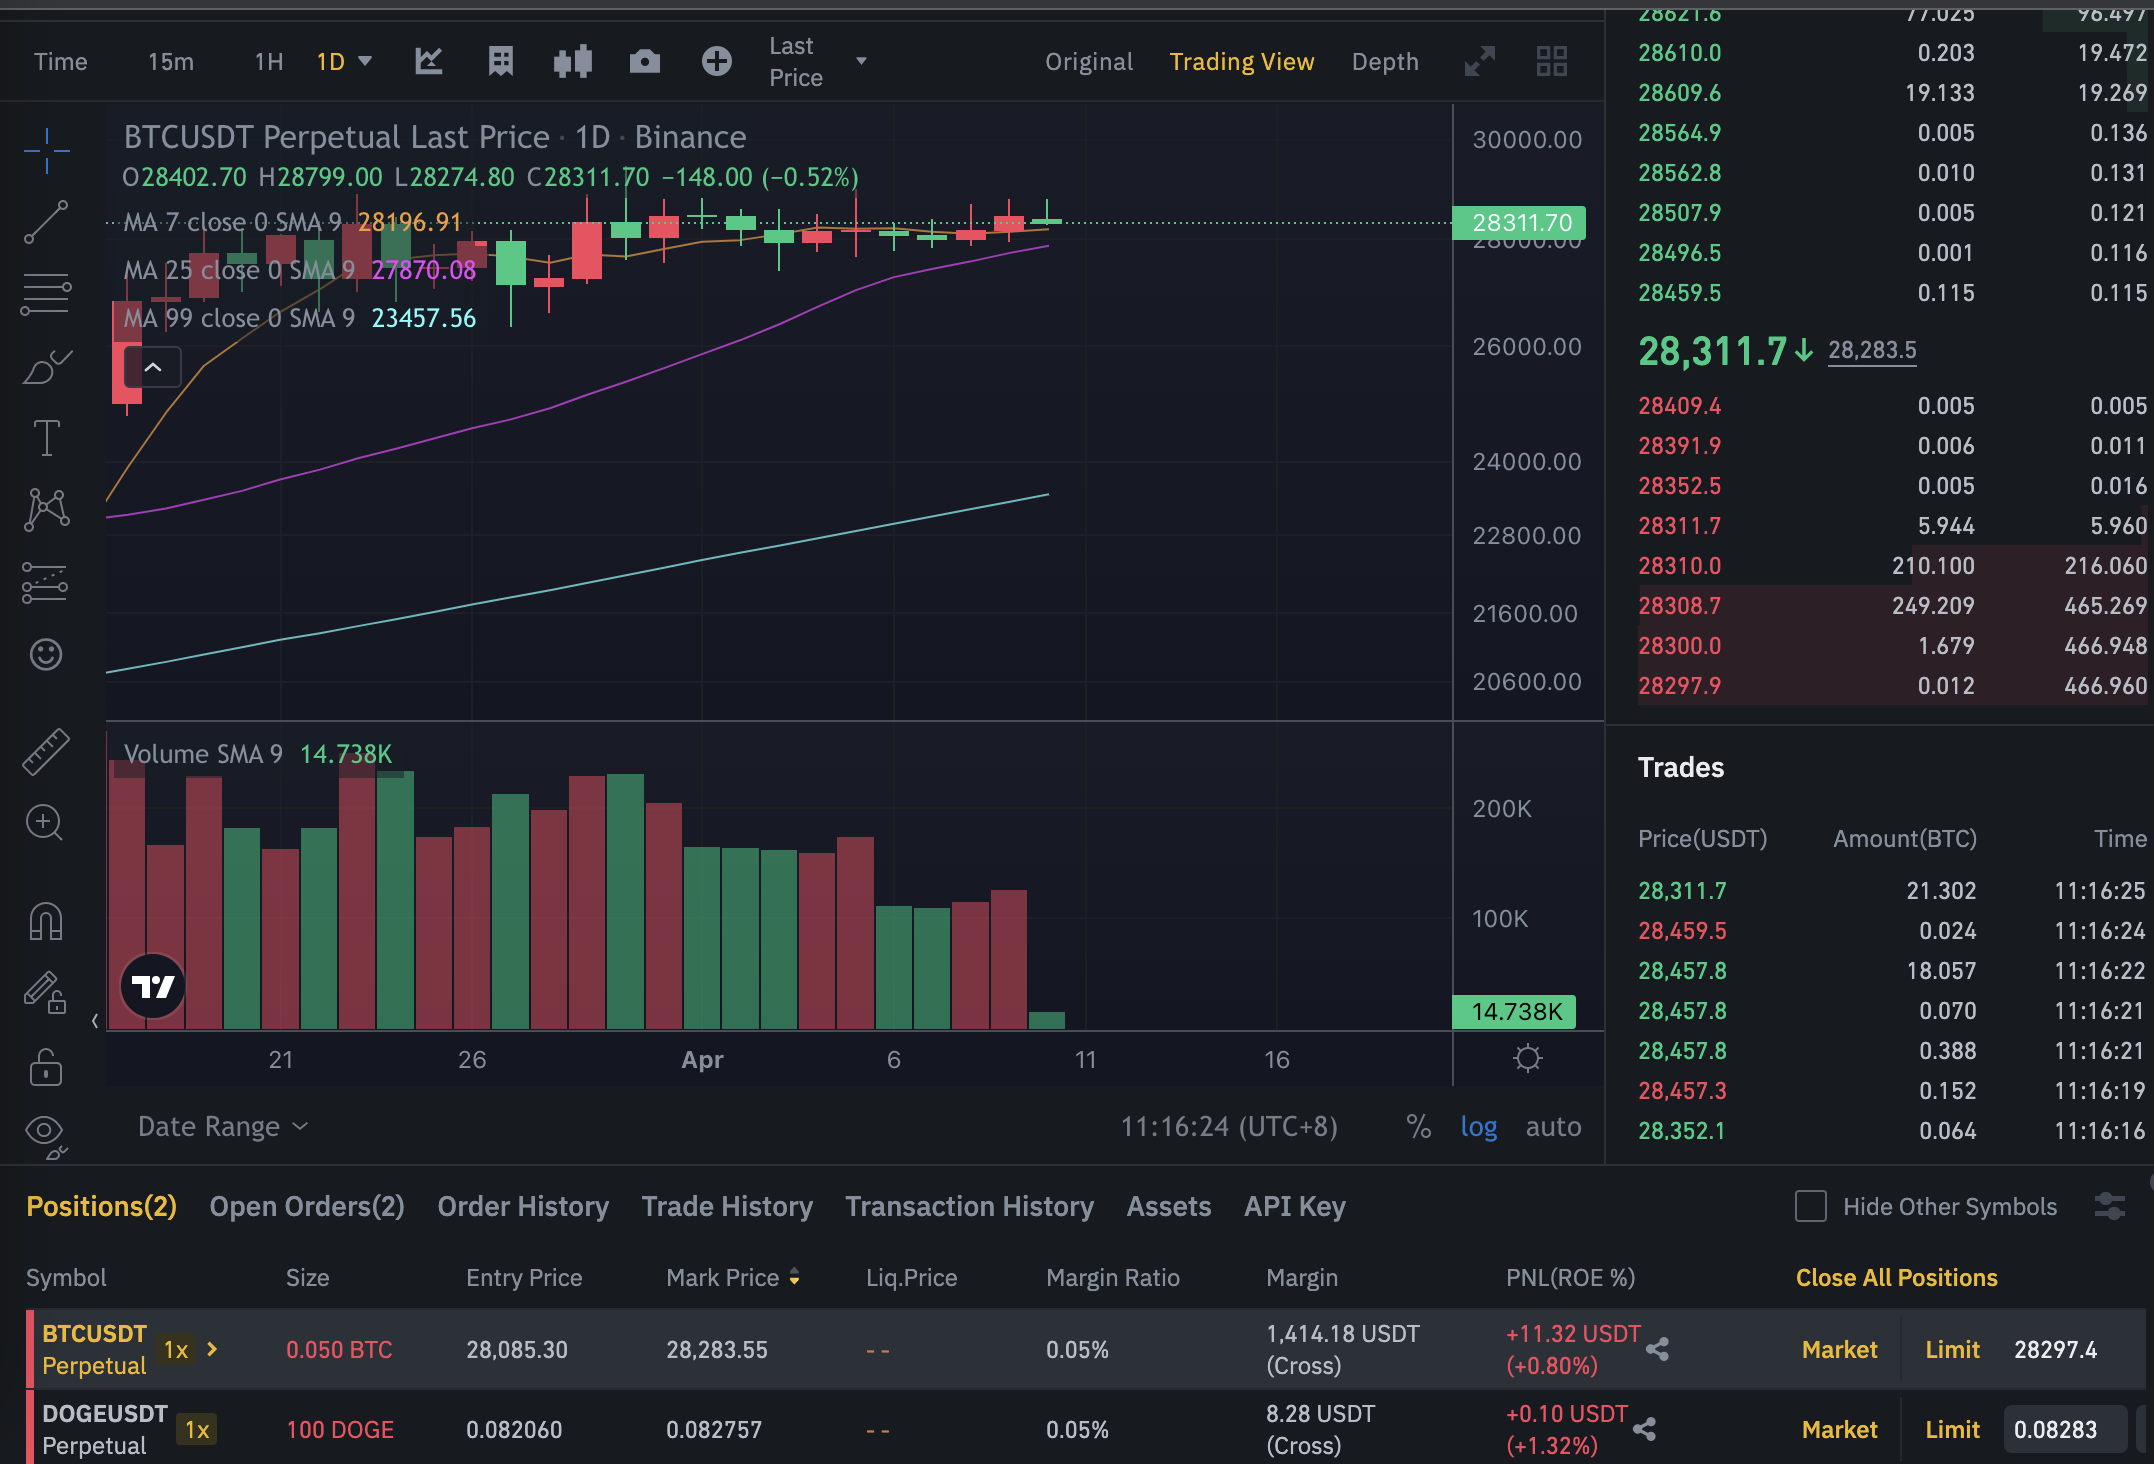 Time 15m 1H 1D Last Price Original Trading View Depth
BTCUSDT Perpetual Last Price · 1D · Binance
O28402.70 H28799.00 L28274.80 C28311.70 −148.00 (−0.52%)
MA 7 close 0 SMA 9 28196.91
MA 25 close 0 SMA 9 27870.08
MA 99 close 0 SMA 9 23457.56
30000.00
28311.70
28000.00
26000.00
24000.00
22800.00
21600.00
20600.00
Volume SMA 9 14.738K
200K
100K
14.738K
21 26 Apr 6 11 16
Date Range 11:16:24 (UTC+8) % log auto
28621.6 77.025 96.497
28610.0 0.203 19.472
28609.6 19.133 19.269
28564.9 0.005 0.136
28562.8 0.010 0.131
28507.9 0.005 0.121
28496.5 0.001 0.116
28459.5 0.115 0.115
28,311.7↓ 28,283.5
28409.4 0.005 0.005
28391.9 0.006 0.011
28352.5 0.005 0.016
28311.7 5.944 5.960
28310.0 210.100 216.060
28308.7 249.209 465.269
28300.0 1.679 466.948
28297.9 0.012 466.960
Trades
Price(USDT) Amount(BTC) Time
28,311.7 21.302 11:16:25
28,459.5 0.024 11:16:24
28,457.8 18.057 11:16:22
28,457.8 0.070 11:16:21
28,457.8 0.388 11:16:21
28,457.3 0.152 11:16:19
28,352.1 0.064 11:16:16
Positions(2) Open Orders(2) Order History Trade History Transaction History Assets API Key Hide Other Symbols
Symbol Size Entry Price Mark Price Liq.Price Margin Ratio Margin PNL(ROE %) Close All Positions
BTCUSDT Perpetual 1x 0.050 BTC 28,085.30 28,283.55 -- 0.05% 1,414.18 USDT (Cross) +11.32 USDT (+0.80%) Market Limit 28297.4
DOGEUSDT Perpetual 1x 100 DOGE 0.082060 0.082757 -- 0.05% 8.28 USDT (Cross) +0.10 USDT (+1.32%) Market Limit 0.08283